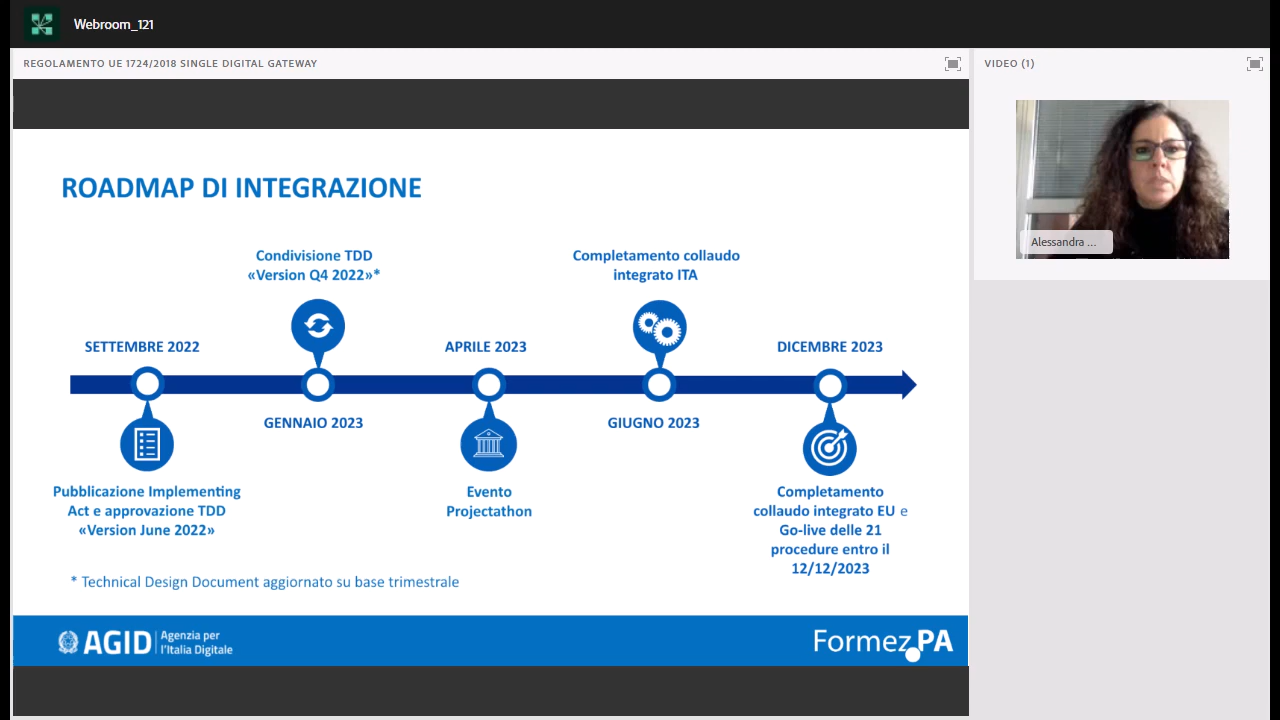 Webroom_121
REGOLAMENTO UE 1724/2018 SINGLE DIGITAL GATEWAY
VIDEO (1)
Alessandra ...
ROADMAP DI INTEGRAZIONE
Condivisione TDD
«Version Q4 2022»*
Completamento collaudo
integrato ITA
SETTEMBRE 2022
APRILE 2023
DICEMBRE 2023
GENNAIO 2023
GIUGNO 2023
Pubblicazione Implementing
Act e approvazione TDD
«Version June 2022»
Evento
Projectathon
Completamento
collaudo integrato EU e
Go-live delle 21
procedure entro il
12/12/2023
* Technical Design Document aggiornato su base trimestrale
AGID
Agenzia per
l'Italia Digitale
Formez PA